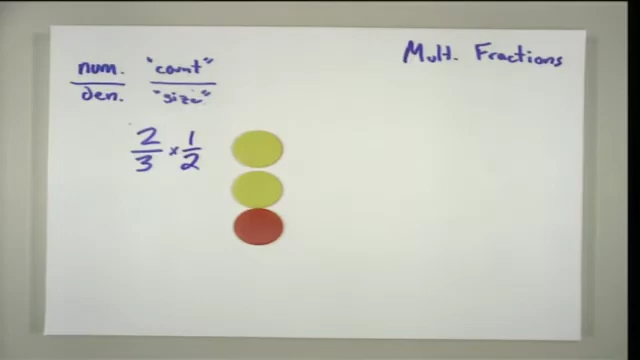 Mult. Fractions
num. "count"
den. "size"
2/3 × 1/2